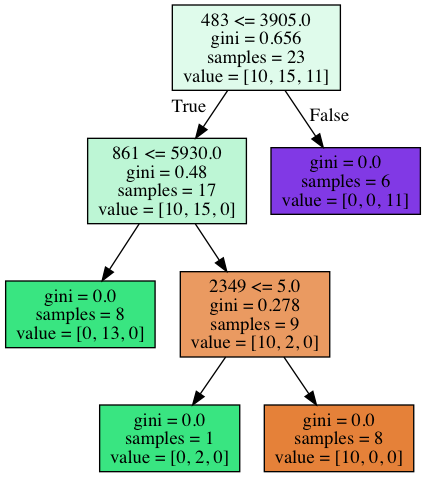 483 <= 3905.0
gini = 0.656
samples = 23
value = [10, 15, 11]
True
False
861 <= 5930.0
gini = 0.48
samples = 17
value = [10, 15, 0]
gini = 0.0
samples = 6
value = [0, 0, 11]
gini = 0.0
samples = 8
value = [0, 13, 0]
2349 <= 5.0
gini = 0.278
samples = 9
value = [10, 2, 0]
gini = 0.0
samples = 1
value = [0, 2, 0]
gini = 0.0
samples = 8
value = [10, 0, 0]